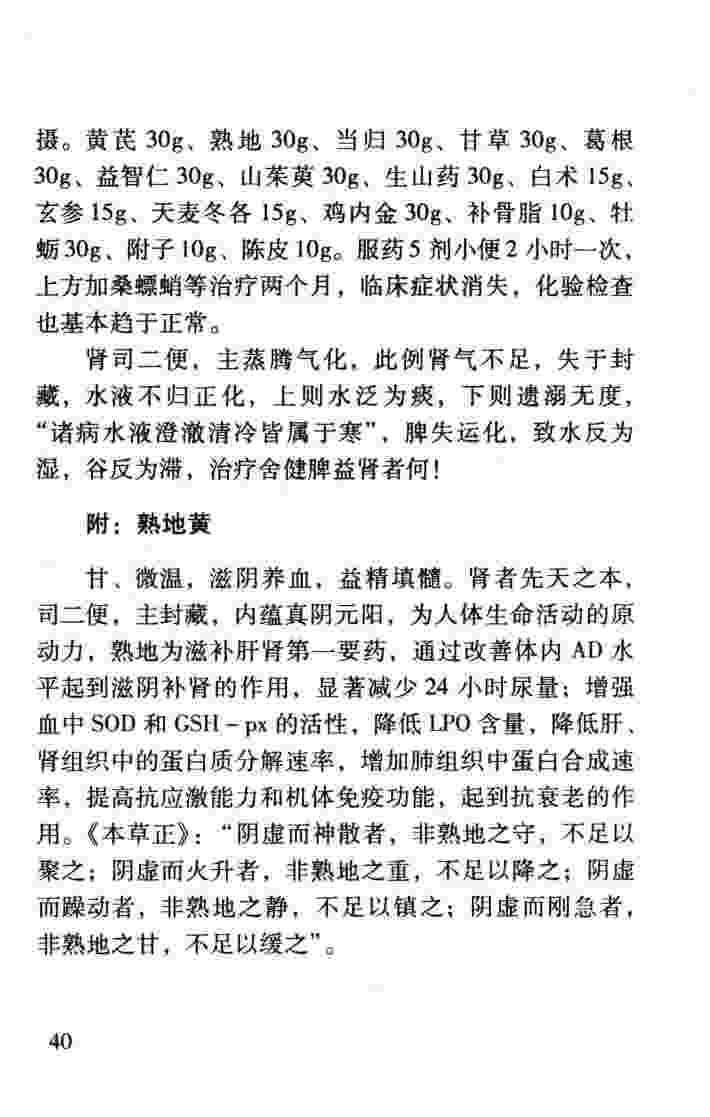 摄。黄芪 30g、熟地 30g、当归 30g、甘草 30g、葛根
30g、益智仁 30g、山茱萸 30g、生山药 30g、白术 15g、
玄参 15g、天麦冬各 15g、鸡内金 30g、补骨脂 10g、牡
蛎 30g、附子 10g、陈皮 10g。服药 5 剂小便 2 小时一次，
上方加桑螵蛸等治疗两个月，临床症状消失，化验检查
也基本趋于正常。
肾司二便，主蒸腾气化，此例肾气不足，失于封
藏，水液不归正化，上则水泛为痰，下则遗溺无度，
“诸病水液澄澈清冷皆属于寒”，脾失运化，致水反为
湿，谷反为滞，治疗舍健脾益肾者何！
附：熟地黄
甘、微温，滋阴养血，益精填髓。肾者先天之本，
司二便，主封藏，内蕴真阴元阳，为人体生命活动的原
动力，熟地为滋补肝肾第一要药，通过改善体内 AD 水
平起到滋阴补肾的作用，显著减少 24 小时尿量；增强
血中 SOD 和 GSH－px 的活性，降低 LPO 含量，降低肝、
肾组织中的蛋白质分解速率，增加肺组织中蛋白合成速
率，提高抗应激能力和机体免疫功能，起到抗衰老的作
用。《本草正》：“阴虚而神散者，非熟地之守，不足以
聚之；阴虚而火升者，非熟地之重，不足以降之；阴虚
而躁动者，非熟地之静，不足以镇之；阴虚而刚急者，
非熟地之甘，不足以缓之”。
40